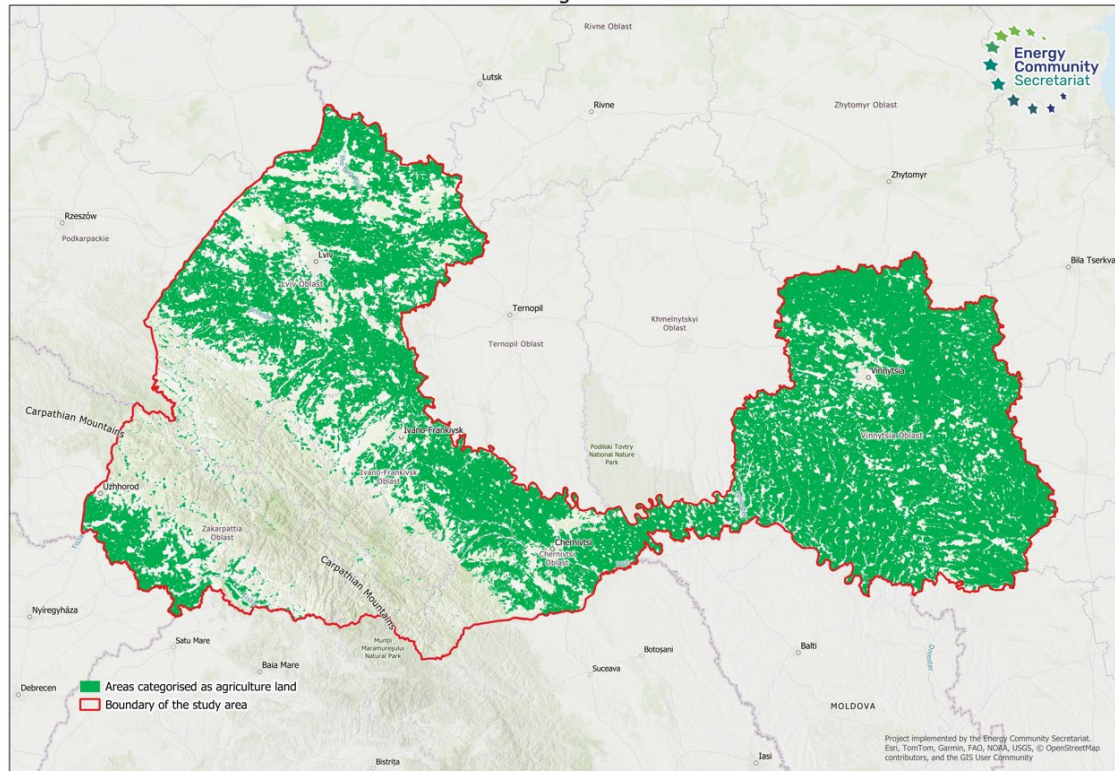 Rivne Oblast
Energy
Community
Secretariat
Lutsk
Rivne
Zhytomyr Oblast
Zhytomyr
Rzeszów
Podkarpackie
Lviv
Lviv Oblast
Bila Tserkva
Ternopil
Ternopil Oblast
Khmelnytskyi
Oblast
Vinnytsia
Vinnytsia Oblast
Carpathian Mountains
Ivano-Frankivsk
Ivano-Frankivsk
Oblast
Podilski Tovtry
National Nature
Park
Uzhhorod
Zakarpattia
Oblast
Tisza
Chernivtsi
Chernivtsi
Oblast
Carpathian Mountains
Nyíregyháza
Satu Mare
Munții
Maramureșului
Natural Park
Baia Mare
Suceava
Botoșani
Balti
Dniester
Debrecen
Areas categorised as agriculture land
Boundary of the study area
MOLDOVA
Iasi
Bistrița
Project implemented by the Energy Community Secretariat.
Esri, TomTom, Garmin, FAO, NOAA, USGS, © OpenStreetMap
contributors, and the GIS User Community